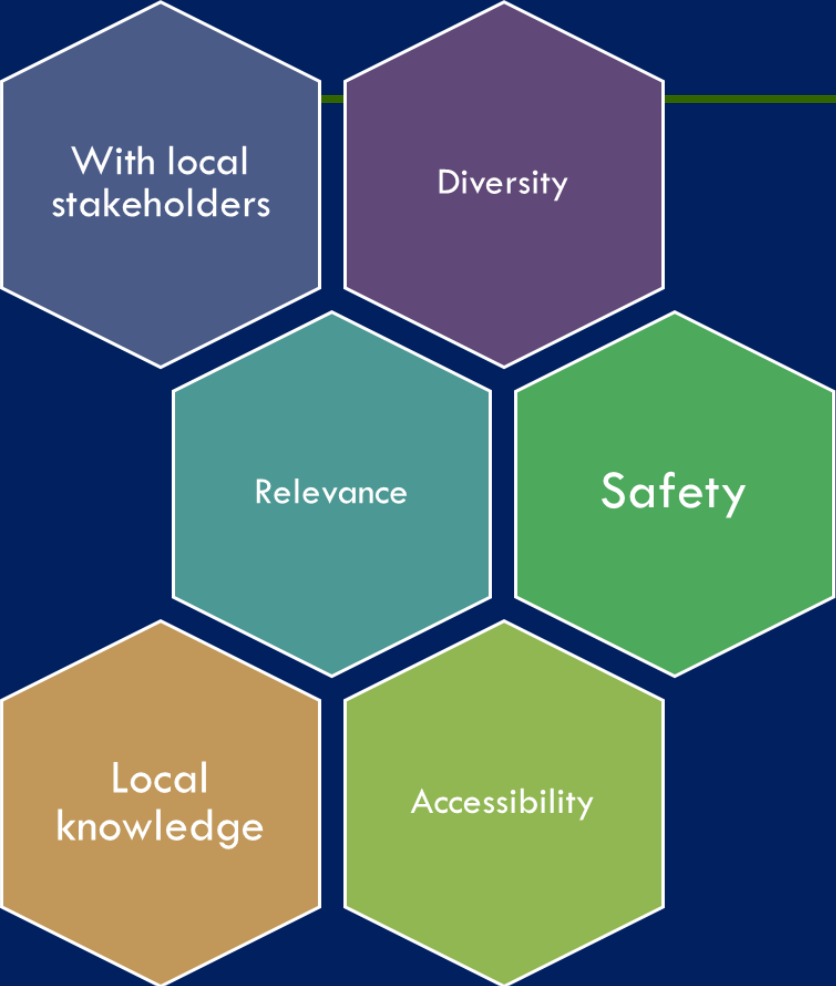 With local
stakeholders
Diversity
Relevance
Safety
Local
knowledge
Accessibility